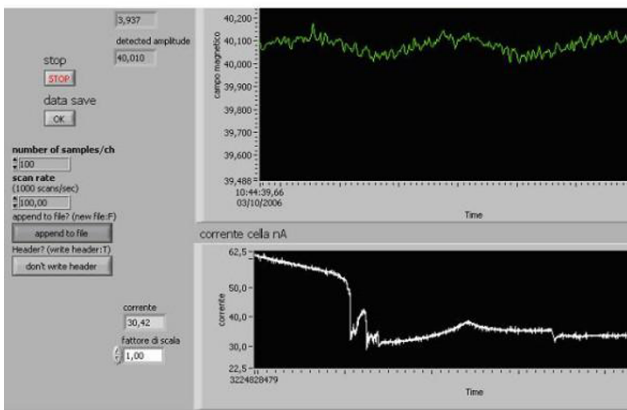 3,937
detected amplitude
40,010
stop
STOP
data save
OK
number of samples/ch
100
scan rate
(1000 scans/sec)
100,00
append to file? (new file:F)
append to file
Header? (write header:T)
don't write header
corrente
30,42
fattore di scala
1,00
campo magnetico
40,200
40,100
40,000
39,900
39,800
39,700
39,600
39,488
10:44:39,66
03/10/2006
Time
corrente cella nA
corrente
62,5
50,0
40,0
30,0
22,5
3224828479
Time